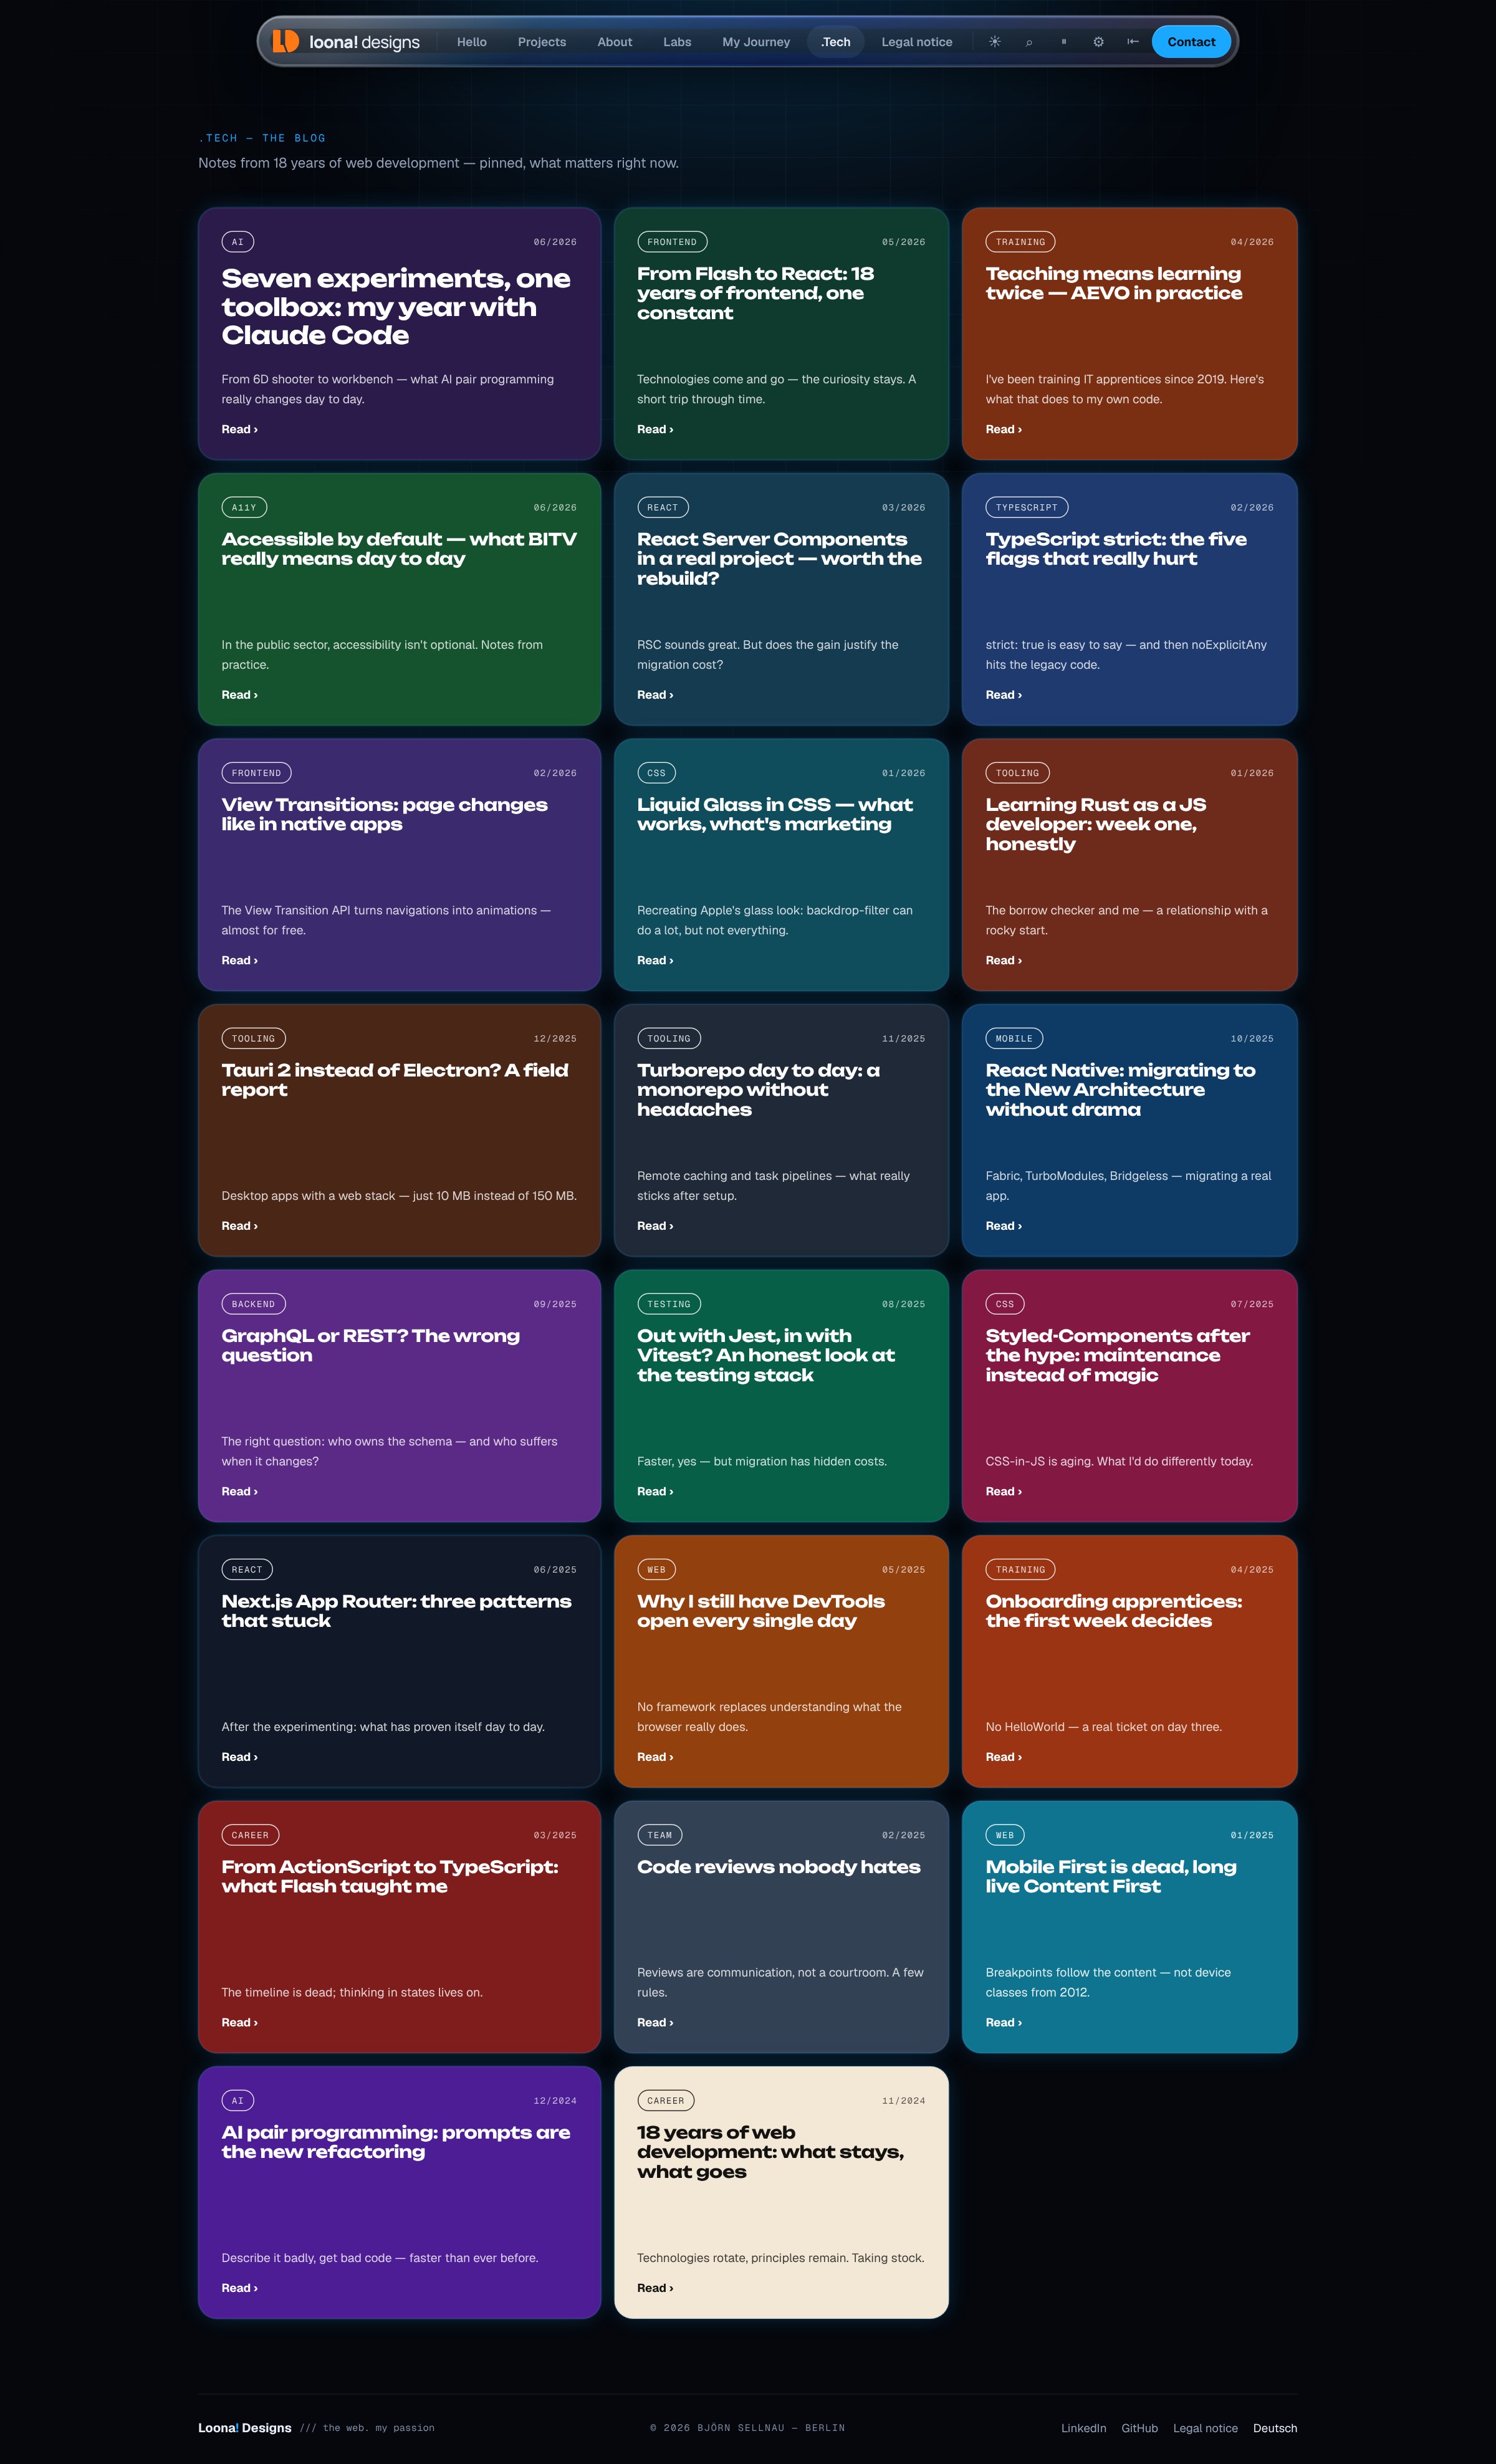 loona! designs
Hello
Projects
About
Labs
My Journey
.Tech
Legal notice
Contact
.TECH — THE BLOG
Notes from 18 years of web development — pinned, what matters right now.
AI
06/2026
Seven experiments, one
toolbox: my year with
Claude Code
From 6D shooter to workbench — what AI pair programming
really changes day to day.
Read ›
FRONTEND
05/2026
From Flash to React: 18
years of frontend, one
constant
Technologies come and go — the curiosity stays. A
short trip through time.
Read ›
TRAINING
04/2026
Teaching means learning
twice — AEVO in practice
I've been training IT apprentices since 2019. Here's
what that does to my own code.
Read ›
A11Y
06/2026
Accessible by default — what BITV
really means day to day
In the public sector, accessibility isn't optional. Notes from
practice.
Read ›
REACT
03/2026
React Server Components
in a real project — worth the
rebuild?
RSC sounds great. But does the gain justify the
migration cost?
Read ›
TYPESCRIPT
02/2026
TypeScript strict: the five
flags that really hurt
strict: true is easy to say — and then noExplicitAny
hits the legacy code.
Read ›
FRONTEND
02/2026
View Transitions: page changes
like in native apps
The View Transition API turns navigations into animations —
almost for free.
Read ›
CSS
01/2026
Liquid Glass in CSS — what
works, what's marketing
Recreating Apple's glass look: backdrop-filter can
do a lot, but not everything.
Read ›
TOOLING
01/2026
Learning Rust as a JS
developer: week one,
honestly
The borrow checker and me — a relationship with a
rocky start.
Read ›
TOOLING
12/2025
Tauri 2 instead of Electron? A field
report
Desktop apps with a web stack — just 10 MB instead of 150 MB.
Read ›
TOOLING
11/2025
Turborepo day to day: a
monorepo without
headaches
Remote caching and task pipelines — what really
sticks after setup.
Read ›
MOBILE
10/2025
React Native: migrating to
the New Architecture
without drama
Fabric, TurboModules, Bridgeless — migrating a real
app.
Read ›
BACKEND
09/2025
GraphQL or REST? The wrong
question
The right question: who owns the schema — and who suffers
when it changes?
Read ›
TESTING
08/2025
Out with Jest, in with
Vitest? An honest look at
the testing stack
Faster, yes — but migration has hidden costs.
Read ›
CSS
07/2025
Styled-Components after
the hype: maintenance
instead of magic
CSS-in-JS is aging. What I'd do differently today.
Read ›
REACT
06/2025
Next.js App Router: three patterns
that stuck
After the experimenting: what has proven itself day to day.
Read ›
WEB
05/2025
Why I still have DevTools
open every single day
No framework replaces understanding what the
browser really does.
Read ›
TRAINING
04/2025
Onboarding apprentices:
the first week decides
No HelloWorld — a real ticket on day three.
Read ›
CAREER
03/2025
From ActionScript to TypeScript:
what Flash taught me
The timeline is dead; thinking in states lives on.
Read ›
TEAM
02/2025
Code reviews nobody hates
Reviews are communication, not a courtroom. A few
rules.
Read ›
WEB
01/2025
Mobile First is dead, long
live Content First
Breakpoints follow the content — not device
classes from 2012.
Read ›
AI
12/2024
AI pair programming: prompts are
the new refactoring
Describe it badly, get bad code — faster than ever before.
Read ›
CAREER
11/2024
18 years of web
development: what stays,
what goes
Technologies rotate, principles remain. Taking stock.
Read ›
Loona! Designs /// the web. my passion
© 2026 BJÖRN SELLNAU — BERLIN
LinkedIn
GitHub
Legal notice
Deutsch